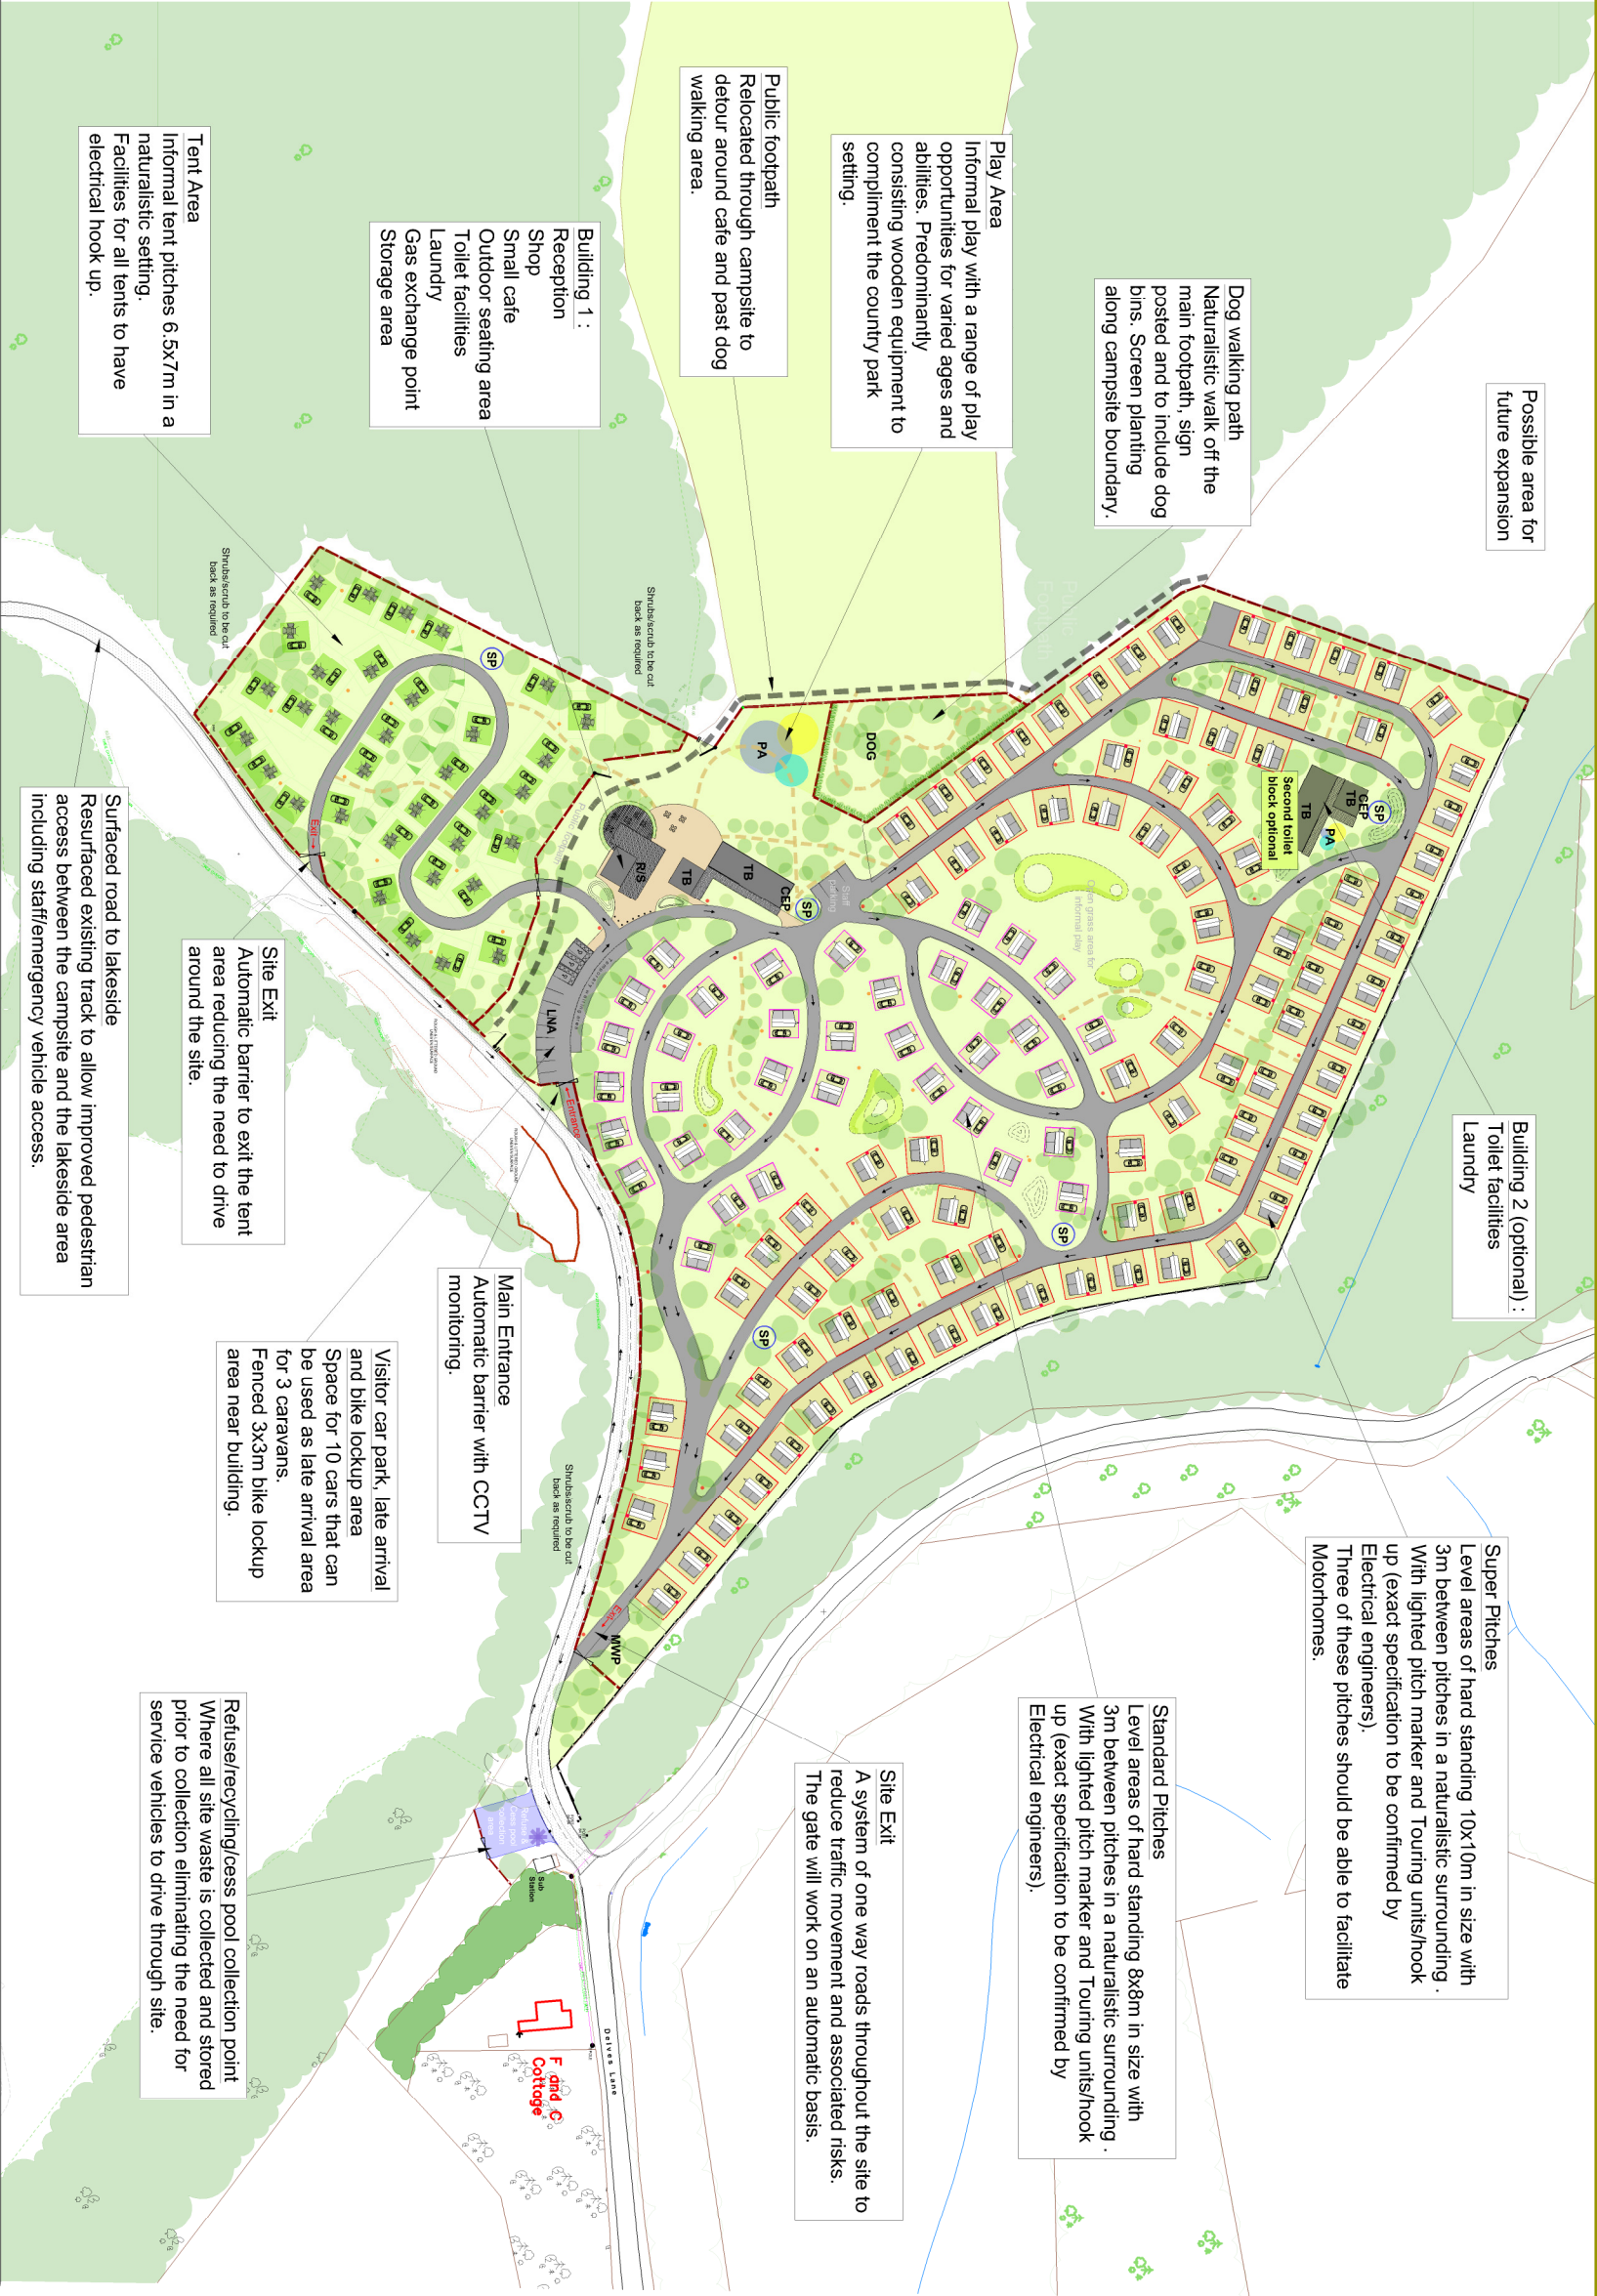 Possible area for
future expansion
Dog walking path
Naturalistic walk off the
main footpath, sign
posted and to include dog
bins. Screen planting
along campsite boundary.
Play Area
Informal play with a range of play
opportunities for varied ages and
abilities. Predominantly
consisting wooden equipment to
compliment the country park
setting.
Public footpath
Relocated through campsite to
detour around cafe and past dog
walking area.
Building 1 :
Reception
Shop
Small cafe
Outdoor seating area
Toilet facilities
Laundry
Gas exchange point
Storage area
Tent Area
Informal tent pitches 6.5x7m in a
naturalistic setting.
Facilities for all tents to have
electrical hook up.
Shrubs/scrub to be cut
back as required
Shrubs/scrub to be cut
back as required
Second toilet
block optional
TB
CEP
SP
TB
PA
DOG
PA
Open grass area for
informal play
Staff
parking
SP
CEP
TB
TB
R/S
SP
Exit
LNA
Entrance
SP
SP
Exit
MWP
Building 2 (optional) :
Toilet facilities
Laundry
Super Pitches
Level areas of hard standing 10x10m in size with
3m between pitches in a naturalistic surrounding .
With lighted pitch marker and Touring units/hook
up (exact specification to be confirmed by
Electrical engineers).
Three of these pitches should be able to facilitate
Motorhomes.
Standard Pitches
Level areas of hard standing 8x8m in size with
3m between pitches in a naturalistic surrounding .
With lighted pitch marker and Touring units/hook
up (exact specification to be confirmed by
Electrical engineers).
Site Exit
A system of one way roads throughout the site to
reduce traffic movement and associated risks.
The gate will work on an automatic basis.
Main Entrance
Automatic barrier with CCTV
monitoring.
Shrubs/scrub to be cut
back as required
Visitor car park, late arrival
and bike lockup area
Space for 10 cars that can
be used as late arrival area
for 3 caravans.
Fenced 3x3m bike lockup
area near building.
Site Exit
Automatic barrier to exit the tent
area reducing the need to drive
around the site.
Surfaced road to lakeside
Resurfaced existing track to allow improved pedestrian
access between the campsite and the lakeside area
including staff/emergency vehicle access.
Refuse/recycling/cess pool collection point
Where all site waste is collected and stored
prior to collection eliminating the need for
service vehicles to drive through site.
Refuse &
Cess pool
collection
area
Sub
Station
Delves Lane
F and C
Cottage